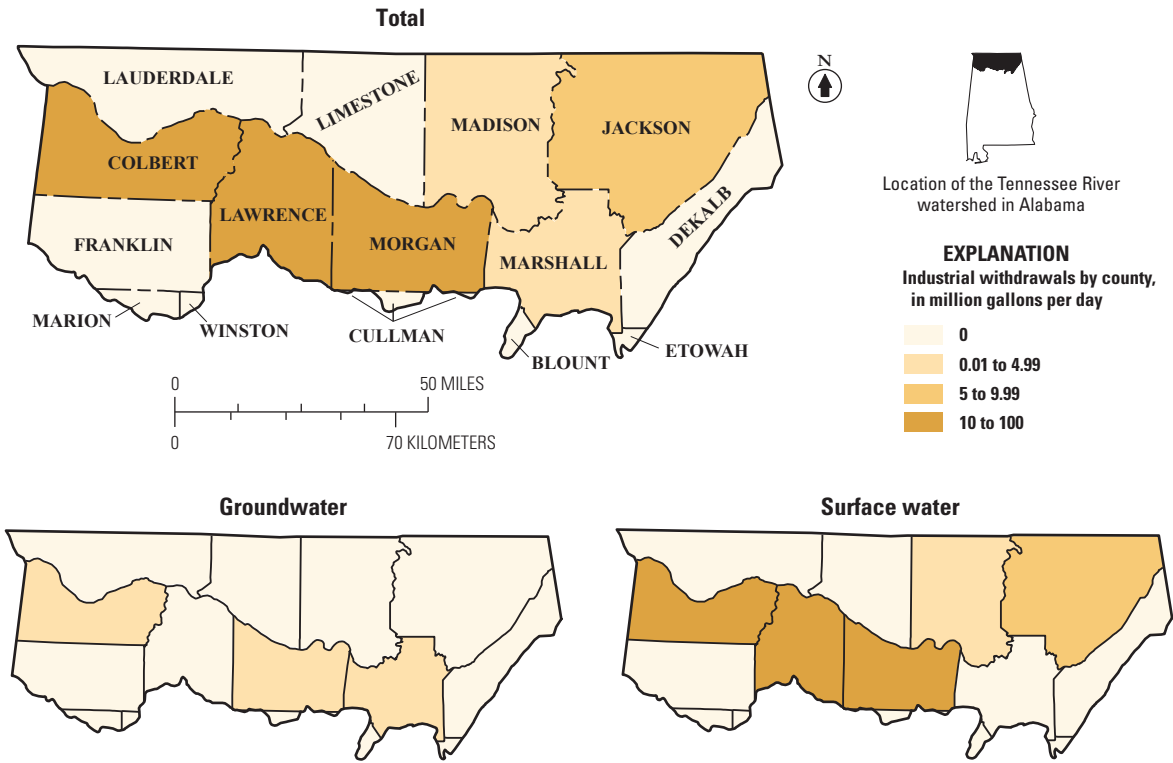 Total
LAUDERDALE
LIMESTONE
MADISON
JACKSON
COLBERT
LAWRENCE
DEKALB
FRANKLIN
MORGAN
MARSHALL
MARION
WINSTON
CULLMAN
BLOUNT
ETOWAH
N
Location of the Tennessee River
watershed in Alabama
EXPLANATION
Industrial withdrawals by county,
in million gallons per day
0
0.01 to 4.99
5 to 9.99
10 to 100
0 50 MILES
0 70 KILOMETERS
Groundwater
Surface water